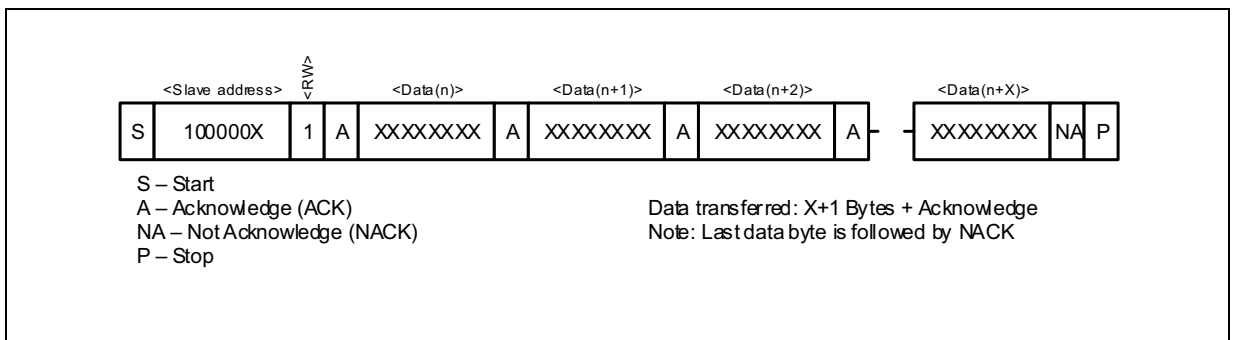 <Slave address> <RW> <Data(n)> <Data(n+1)> <Data(n+2)> <Data(n+X)>
S 100000X 1 A XXXXXXXX A XXXXXXXX A XXXXXXXX A XXXXXXXX NA P
S – Start
A – Acknowledge (ACK)
NA – Not Acknowledge (NACK)
P – Stop
Data transferred: X+1 Bytes + Acknowledge
Note: Last data byte is followed by NACK